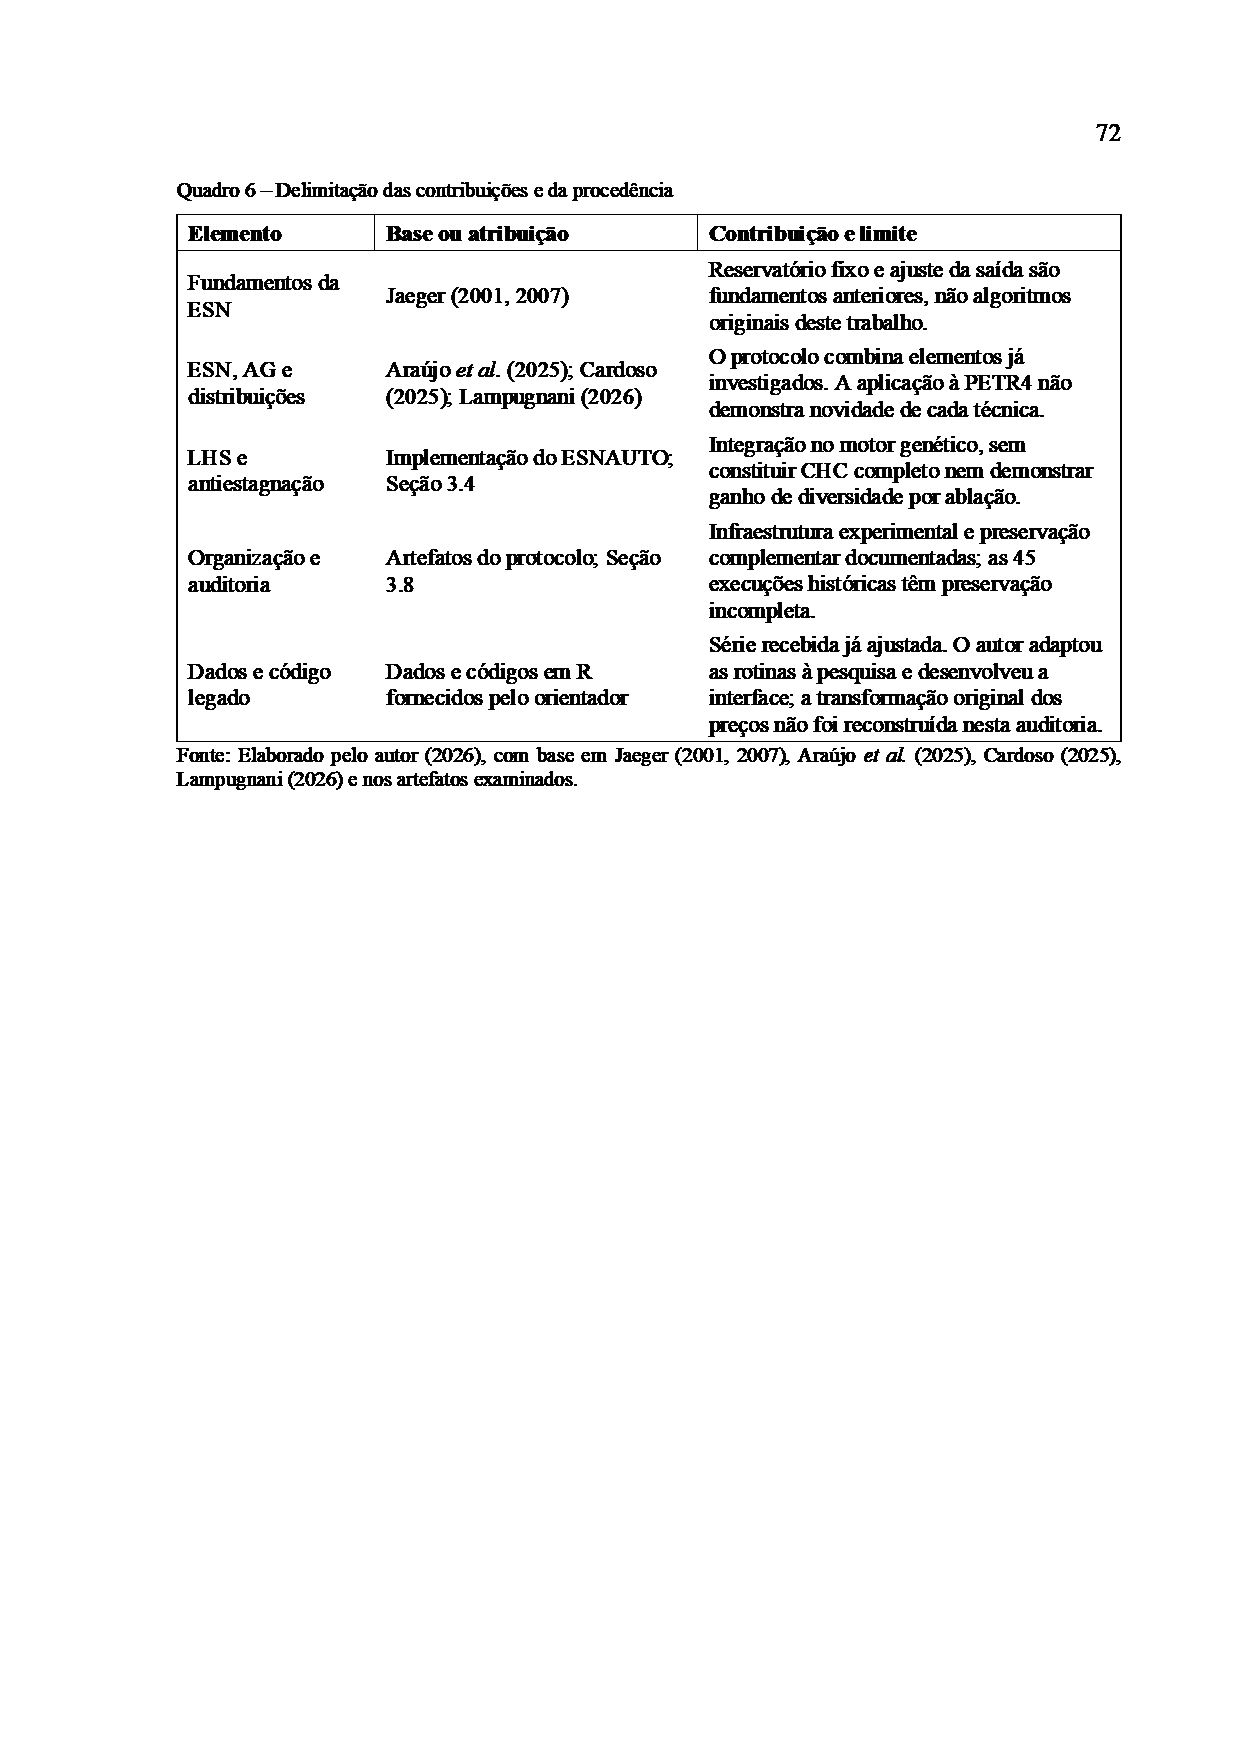 72
Quadro 6 – Delimitação das contribuições e da procedência
Elemento Base ou atribuição Contribuição e limite
Fundamentos da
ESN
Jaeger (2001, 2007)
Reservatório fixo e ajuste da saída são
fundamentos anteriores, não algoritmos
originais deste trabalho.
ESN, AG e
distribuições
Araújo et al. (2025); Cardoso
(2025); Lampugnani (2026)
O protocolo combina elementos já
investigados. A aplicação à PETR4 não
demonstra novidade de cada técnica.
LHS e
antiestagnação
Implementação do ESNAUTO;
Seção 3.4
Integração no motor genético, sem
constituir CHC completo nem demonstrar
ganho de diversidade por ablação.
Organização e
auditoria
Artefatos do protocolo; Seção
3.8
Infraestrutura experimental e preservação
complementar documentadas; as 45
execuções históricas têm preservação
incompleta.
Dados e código
legado
Dados e códigos em R
fornecidos pelo orientador
Série recebida já ajustada. O autor adaptou
as rotinas à pesquisa e desenvolveu a
interface; a transformação original dos
preços não foi reconstruída nesta auditoria.
Fonte: Elaborado pelo autor (2026), com base em Jaeger (2001, 2007), Araújo et al. (2025), Cardoso (2025),
Lampugnani (2026) e nos artefatos examinados.